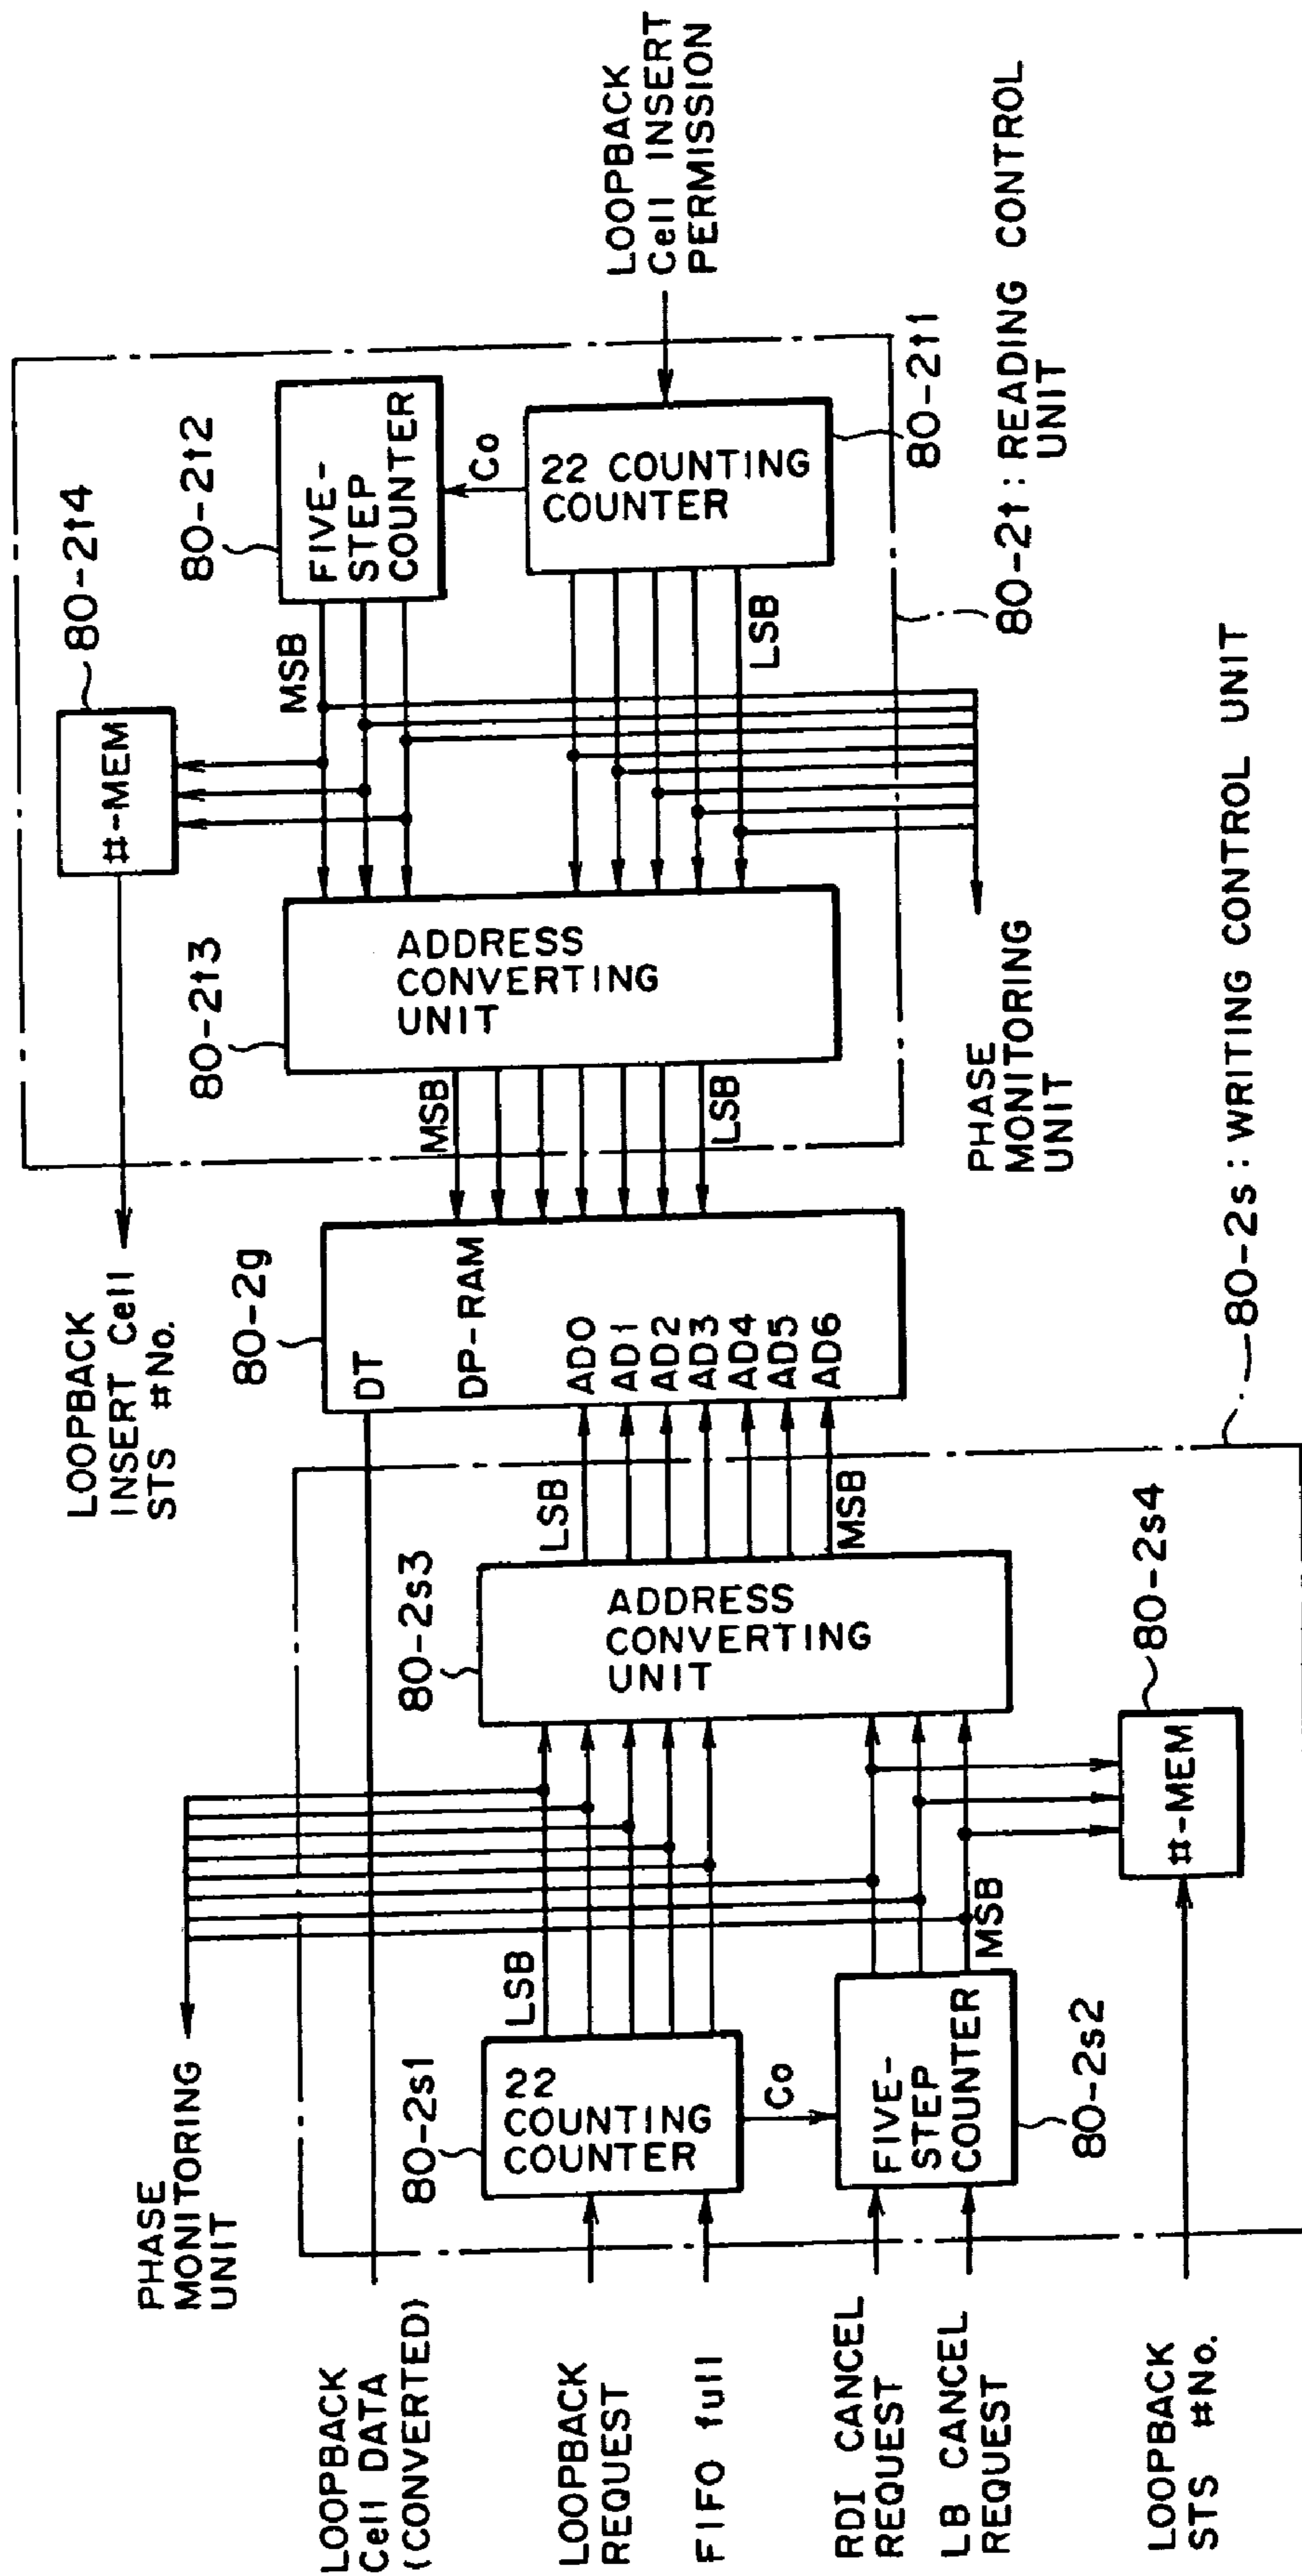 PHASE
MONITORING
UNIT
LOOPBACK
Cell DATA
(CONVERTED)
LOOPBACK
REQUEST
FIFO full
RDI CANCEL
REQUEST
LB CANCEL
REQUEST
LOOPBACK
STS #No.
80-2s1
22
COUNTING
COUNTER
LSB
Co
FIVE-
STEP
COUNTER
80-2s2
MSB
80-2s3
ADDRESS
CONVERTING
UNIT
LSB
MSB
#-MEM
80-2s4
80-2s: WRITING CONTROL UNIT
LOOPBACK
INSERT Cell
STS #No.
80-2g
DT
DP-RAM
AD0
AD1
AD2
AD3
AD4
AD5
AD6
MSB
LSB
80-2t3
ADDRESS
CONVERTING
UNIT
PHASE
MONITORING
UNIT
#-MEM
80-2t4
MSB
80-2t2
FIVE-
STEP
COUNTER
Co
22 COUNTING
COUNTER
LSB
80-2t1
80-2t: READING CONTROL
UNIT
LOOPBACK
Cell INSERT
PERMISSION